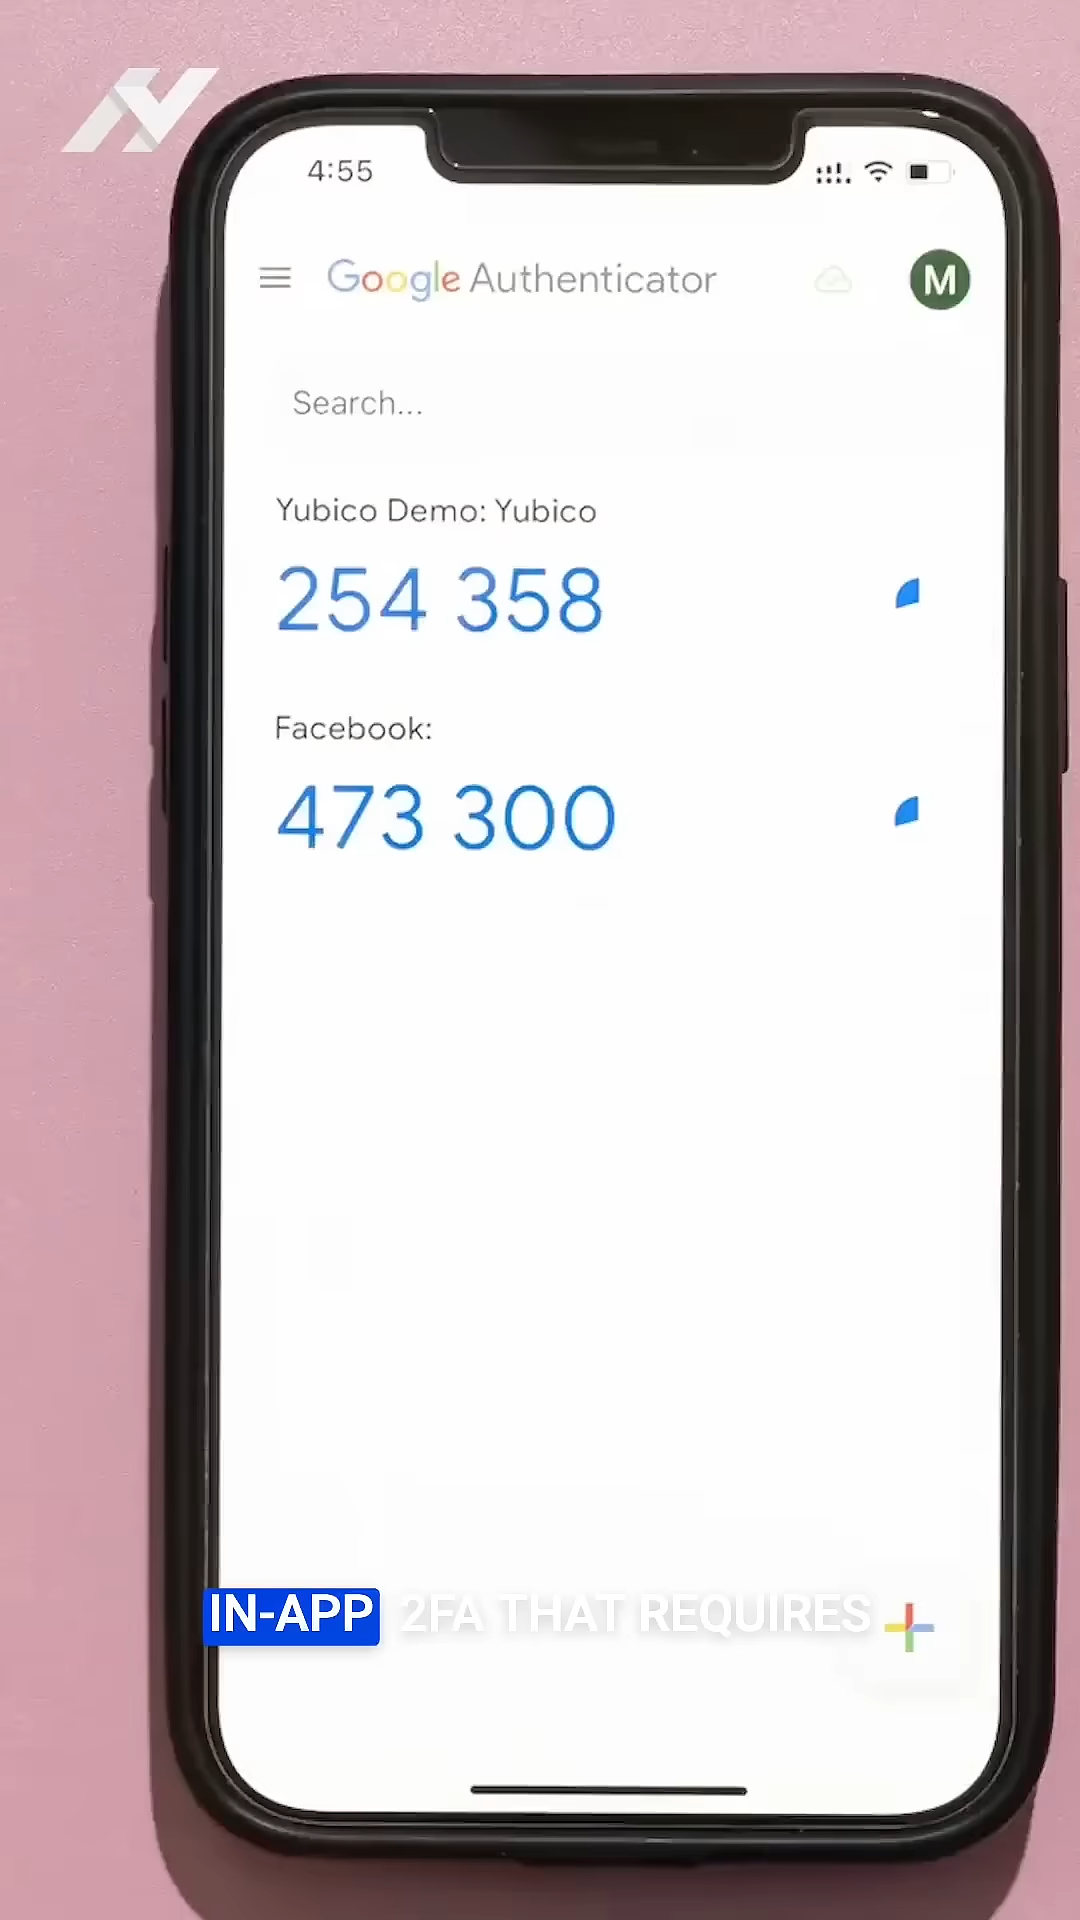 4:55
Google Authenticator
M
Search...
Yubico Demo: Yubico
254 358
Facebook:
473 300
IN-APP 2FA THAT REQUIRES